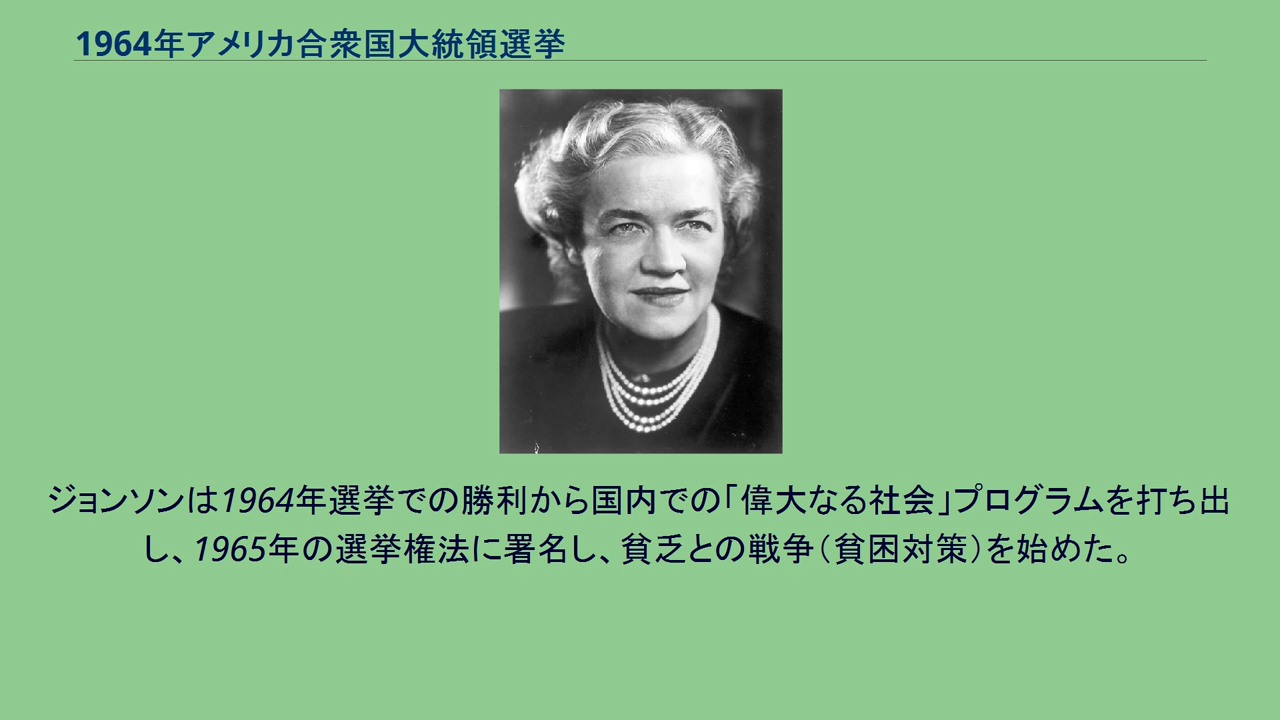 1964年アメリカ合衆国大統領選挙
ジョンソンは1964年選挙での勝利から国内での「偉大なる社会」プログラムを打ち出
し、1965年の選挙権法に署名し、貧乏との戦争（貧困対策）を始めた。